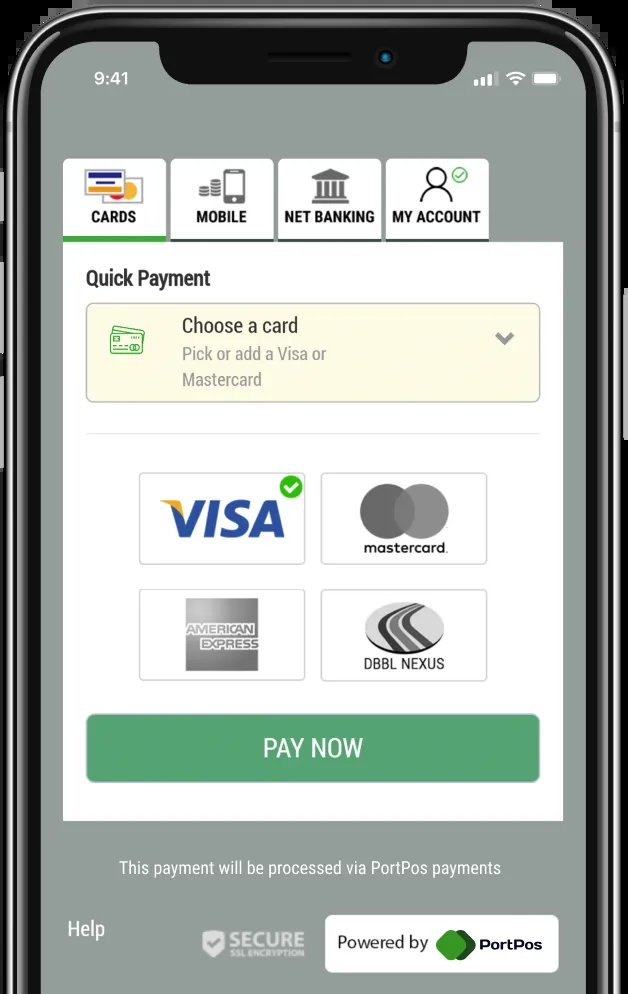 9:41
CARDS
MOBILE
NET BANKING
MY ACCOUNT
Quick Payment
Choose a card
Pick or add a Visa or
Mastercard
VISA
mastercard.
AMERICAN
EXPRESS
DBBL NEXUS
PAY NOW
This payment will be processed via PortPos payments
Help
SECURE
SSL ENCRYPTION
Powered by PortPos